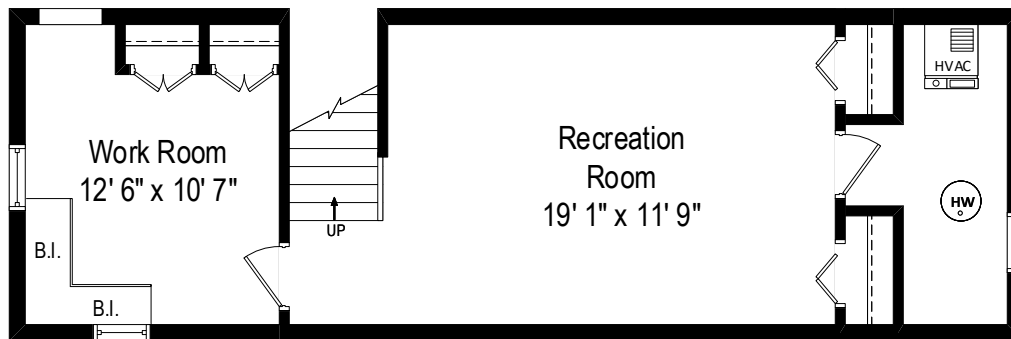 Work Room
12' 6" x 10' 7"
B.I.
B.I.
UP
Recreation
Room
19' 1" x 11' 9"
HVAC
HW